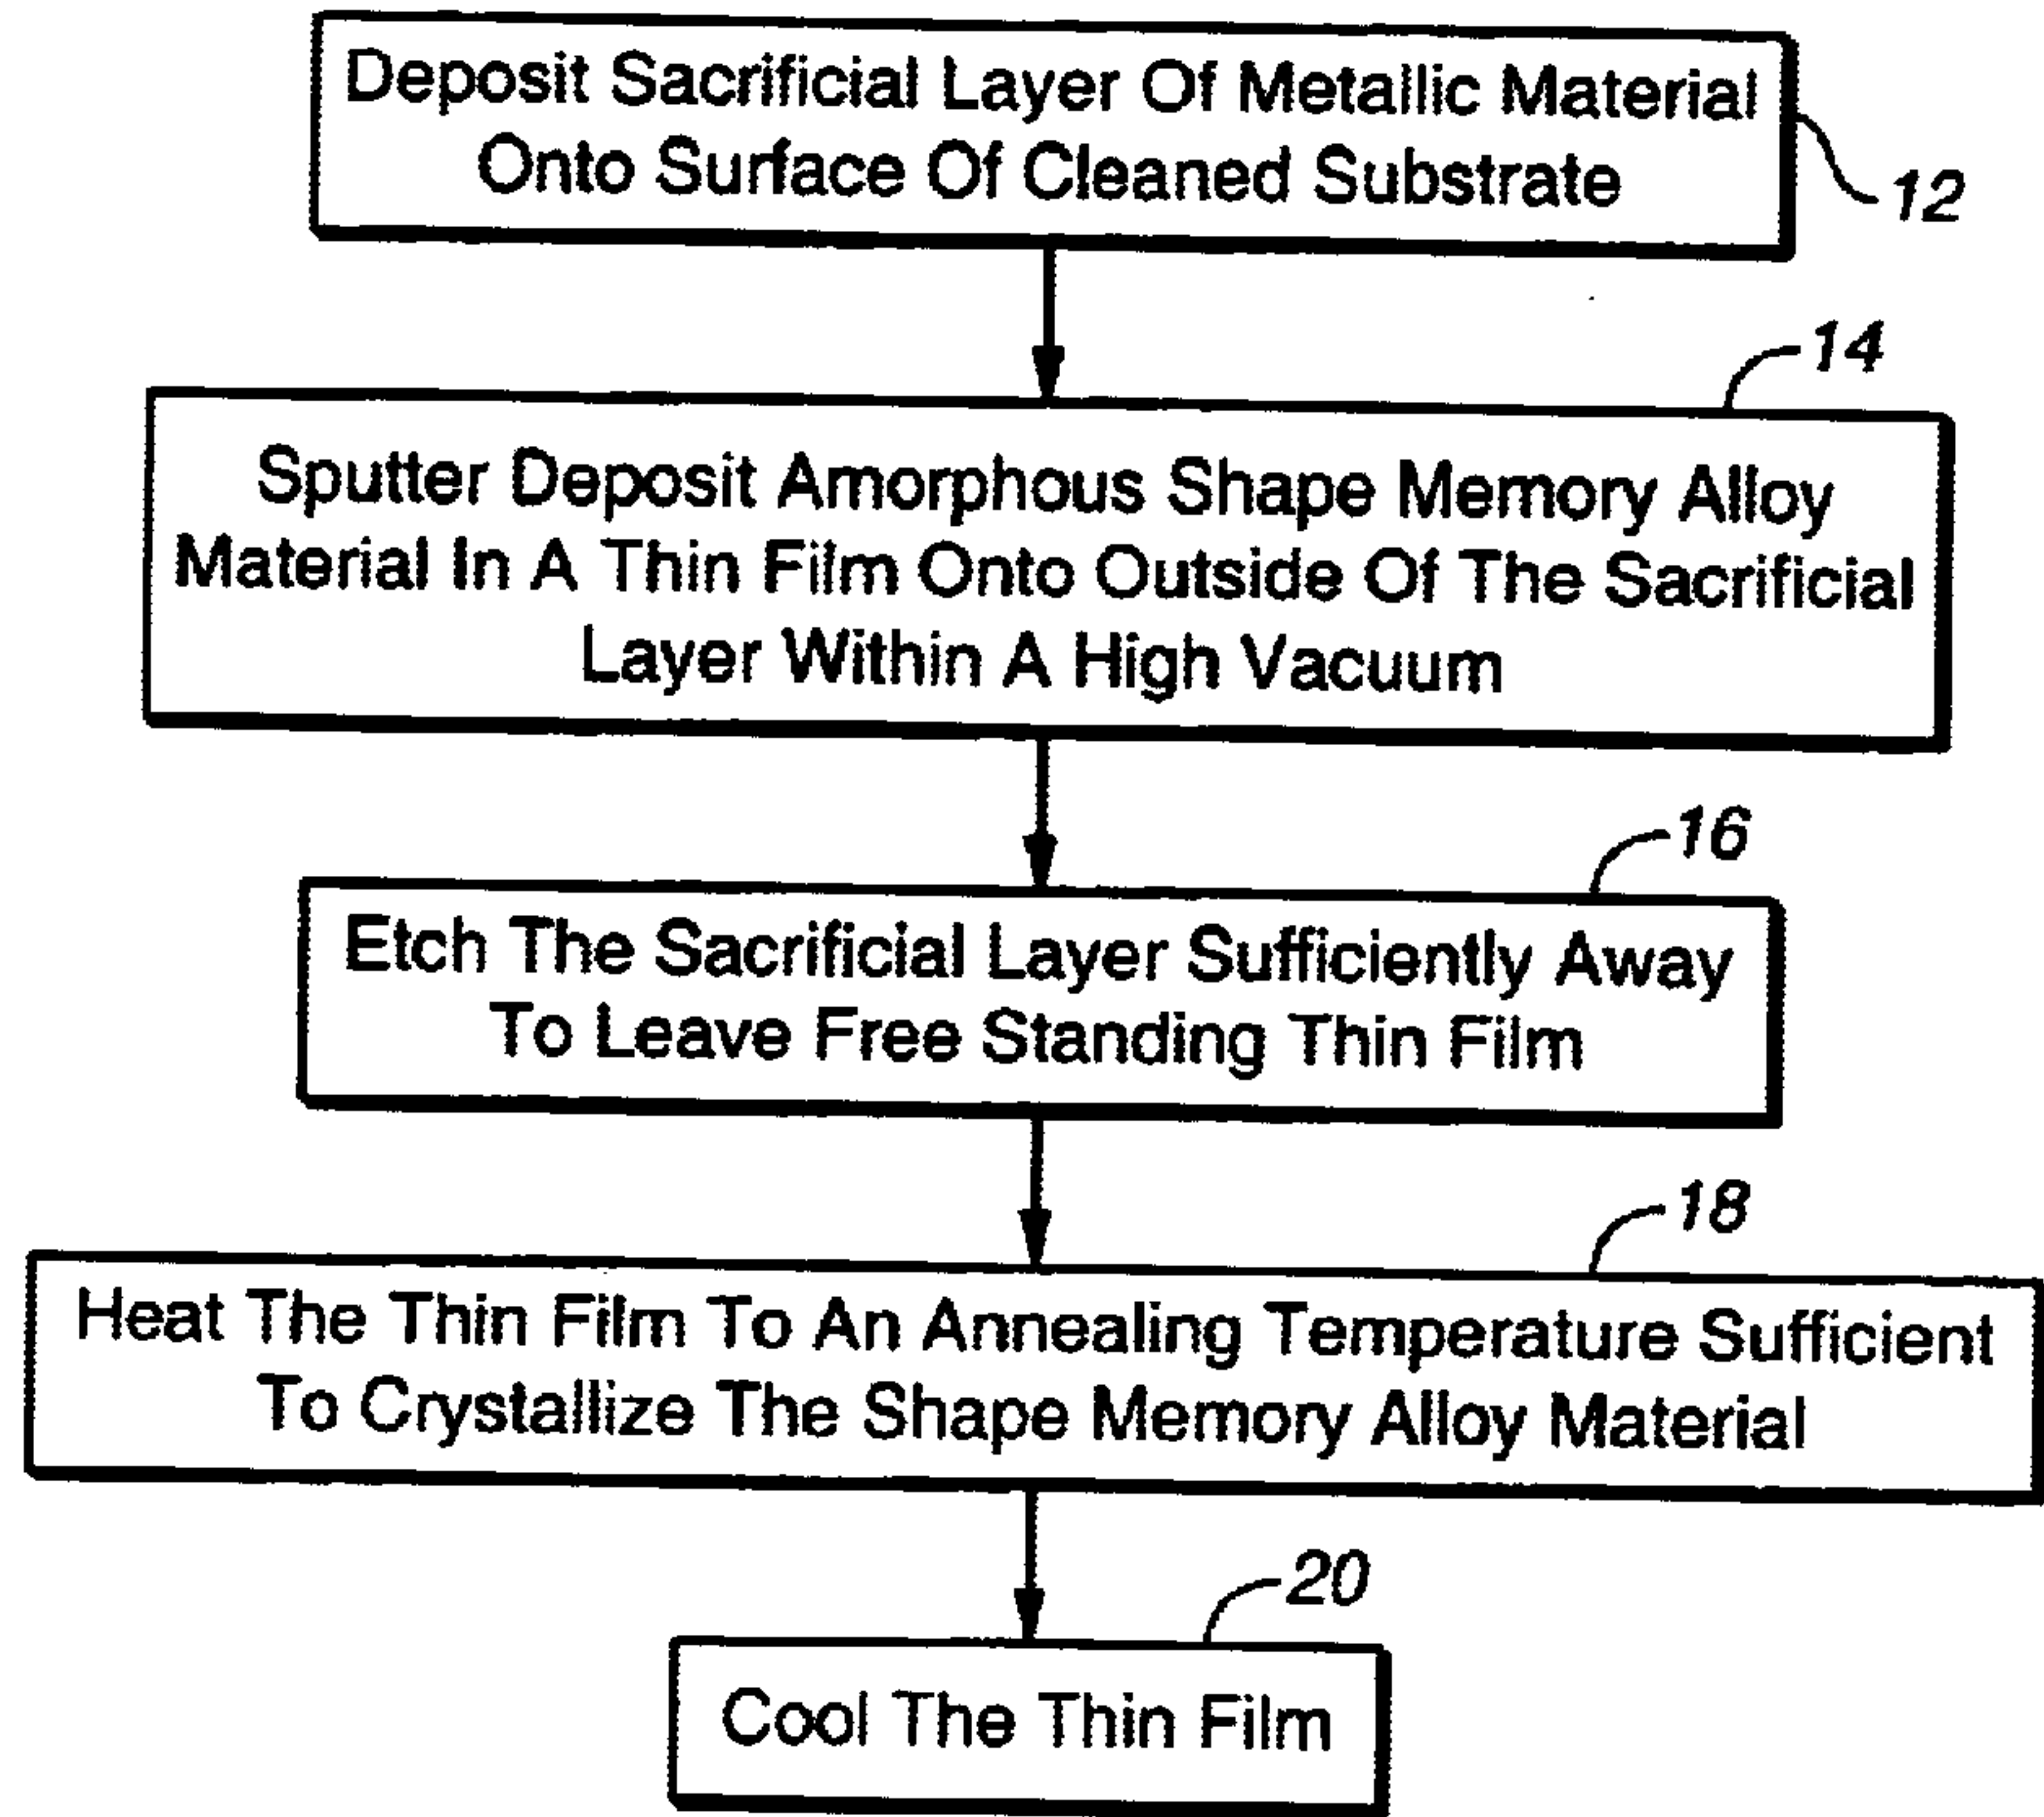 Deposit Sacrificial Layer Of Metallic Material
Onto Surface Of Cleaned Substrate
12
14
Sputter Deposit Amorphous Shape Memory Alloy
Material In A Thin Film Onto Outside Of The Sacrificial
Layer Within A High Vacuum
16
Etch The Sacrificial Layer Sufficiently Away
To Leave Free Standing Thin Film
18
Heat The Thin Film To An Annealing Temperature Sufficient
To Crystallize The Shape Memory Alloy Material
20
Cool The Thin Film